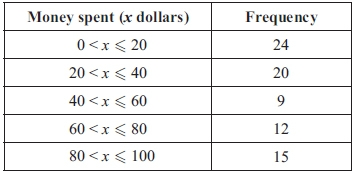 Money spent (x dollars) Frequency
0 < x ⩽ 20 24
20 < x ⩽ 40 20
40 < x ⩽ 60 9
60 < x ⩽ 80 12
80 < x ⩽ 100 15